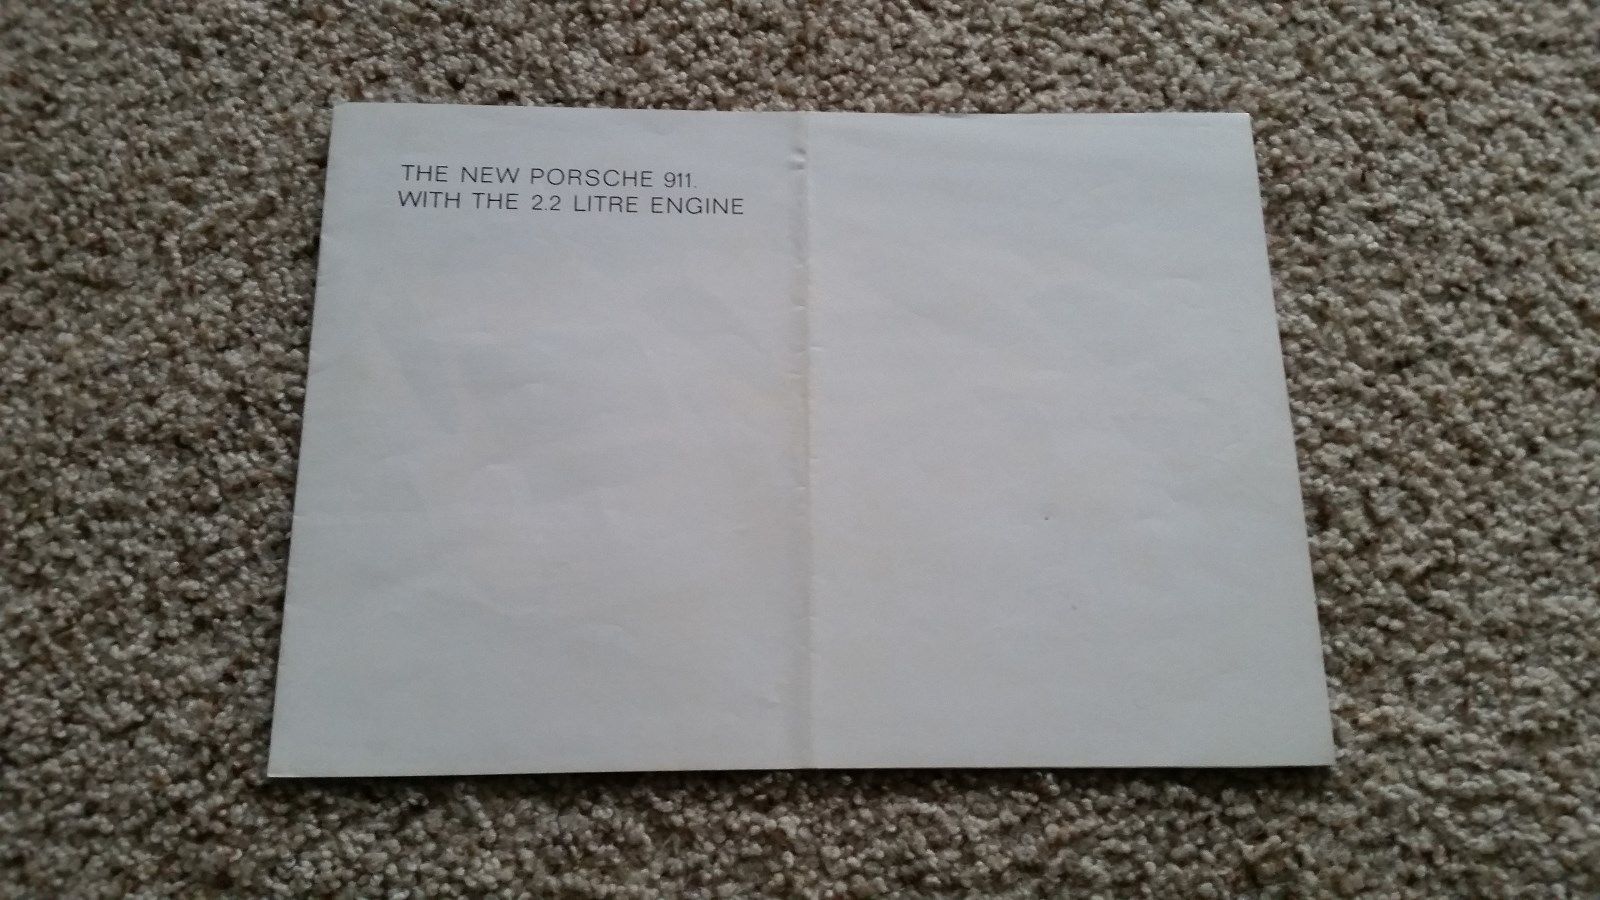 THE NEW PORSCHE 911.
WITH THE 2.2 LITRE ENGINE